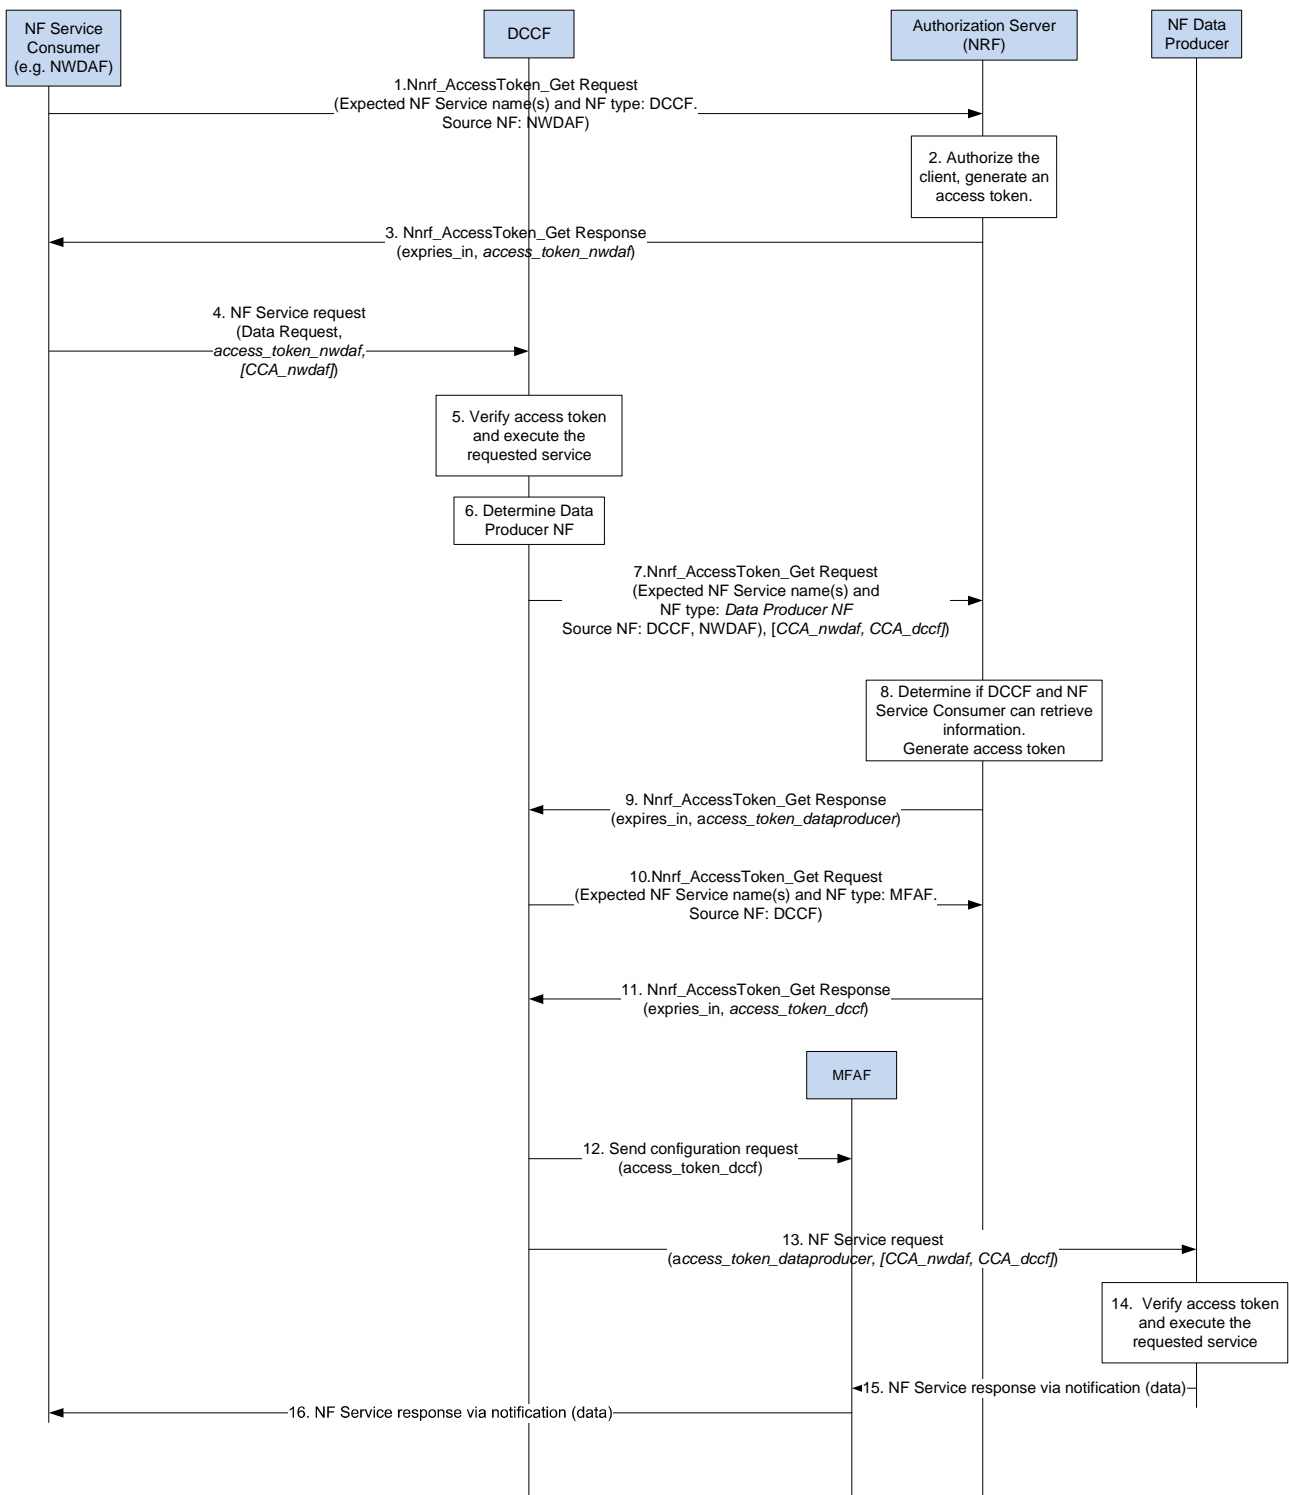 NF Service
Consumer
(e.g. NWDAF)
DCCF
Authorization Server
(NRF)
NF Data
Producer
1.Nnrf_AccessToken_Get Request
(Expected NF Service name(s) and NF type: DCCF.
Source NF: NWDAF)
2. Authorize the
client, generate an
access token.
3. Nnrf_AccessToken_Get Response
(expries_in, access_token_nwdaf)
4. NF Service request
(Data Request,
access_token_nwdaf,
[CCA_nwdaf])
5. Verify access token
and execute the
requested service
6. Determine Data
Producer NF
7.Nnrf_AccessToken_Get Request
(Expected NF Service name(s) and
NF type: Data Producer NF
Source NF: DCCF, NWDAF), [CCA_nwdaf, CCA_dccf])
8. Determine if DCCF and NF
Service Consumer can retrieve
information.
Generate access token
9. Nnrf_AccessToken_Get Response
(expires_in, access_token_dataproducer)
10.Nnrf_AccessToken_Get Request
(Expected NF Service name(s) and NF type: MFAF.
Source NF: DCCF)
11. Nnrf_AccessToken_Get Response
(expries_in, access_token_dccf)
MFAF
12. Send configuration request
(access_token_dccf)
13. NF Service request
(access_token_dataproducer, [CCA_nwdaf, CCA_dccf])
14. Verify access token
and execute the
requested service
15. NF Service response via notification (data)
16. NF Service response via notification (data)